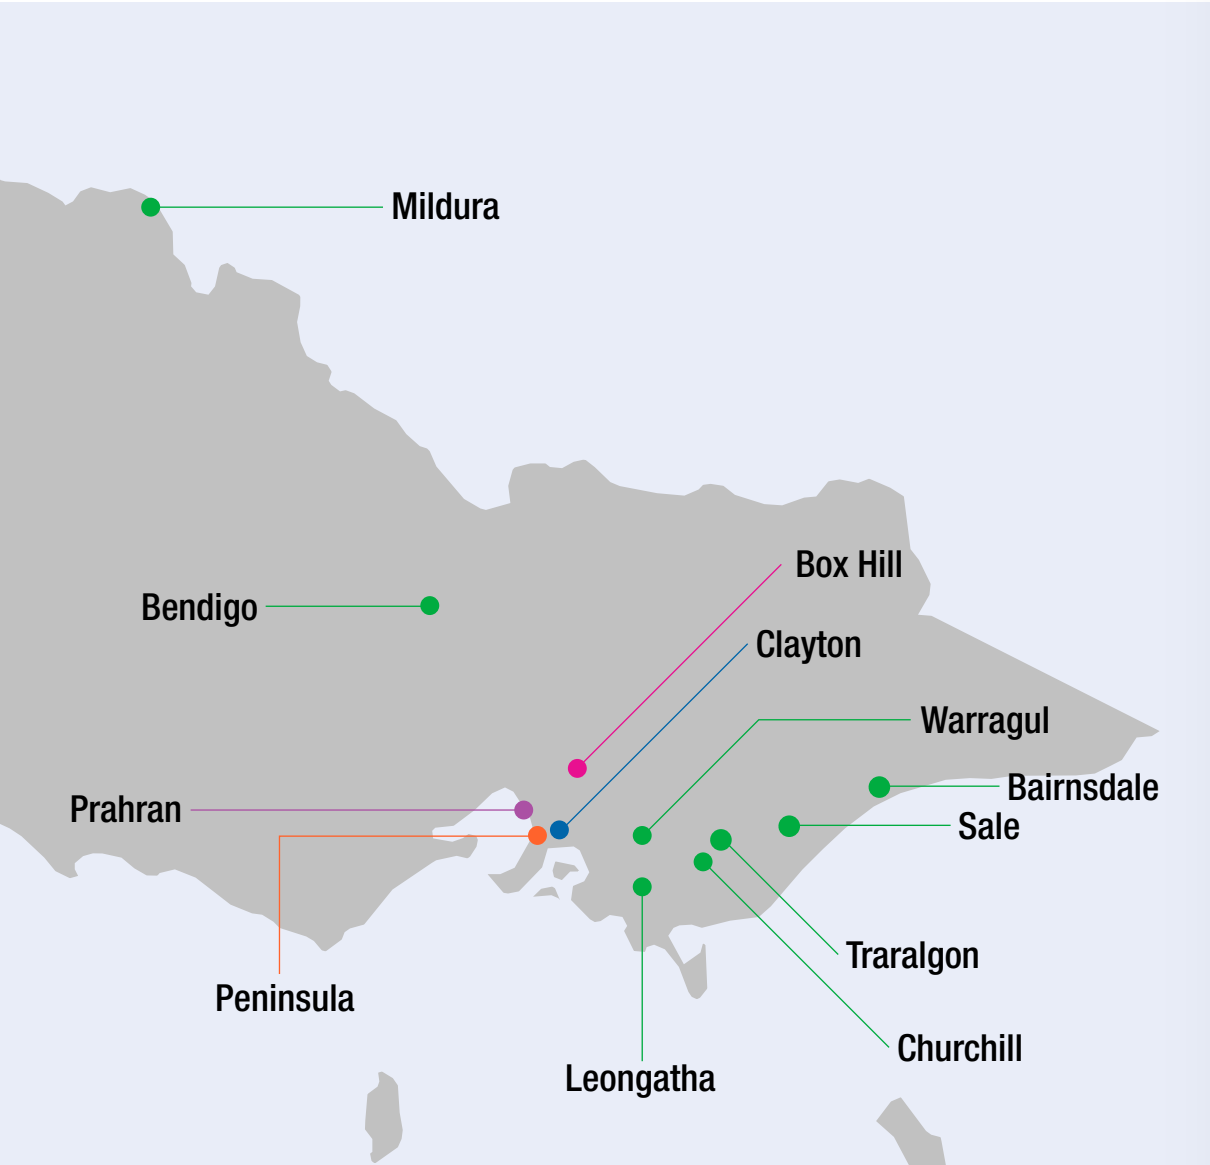 Mildura
Box Hill
Bendigo
Clayton
Warragul
Bairnsdale
Prahran
Sale
Traralgon
Peninsula
Churchill
Leongatha